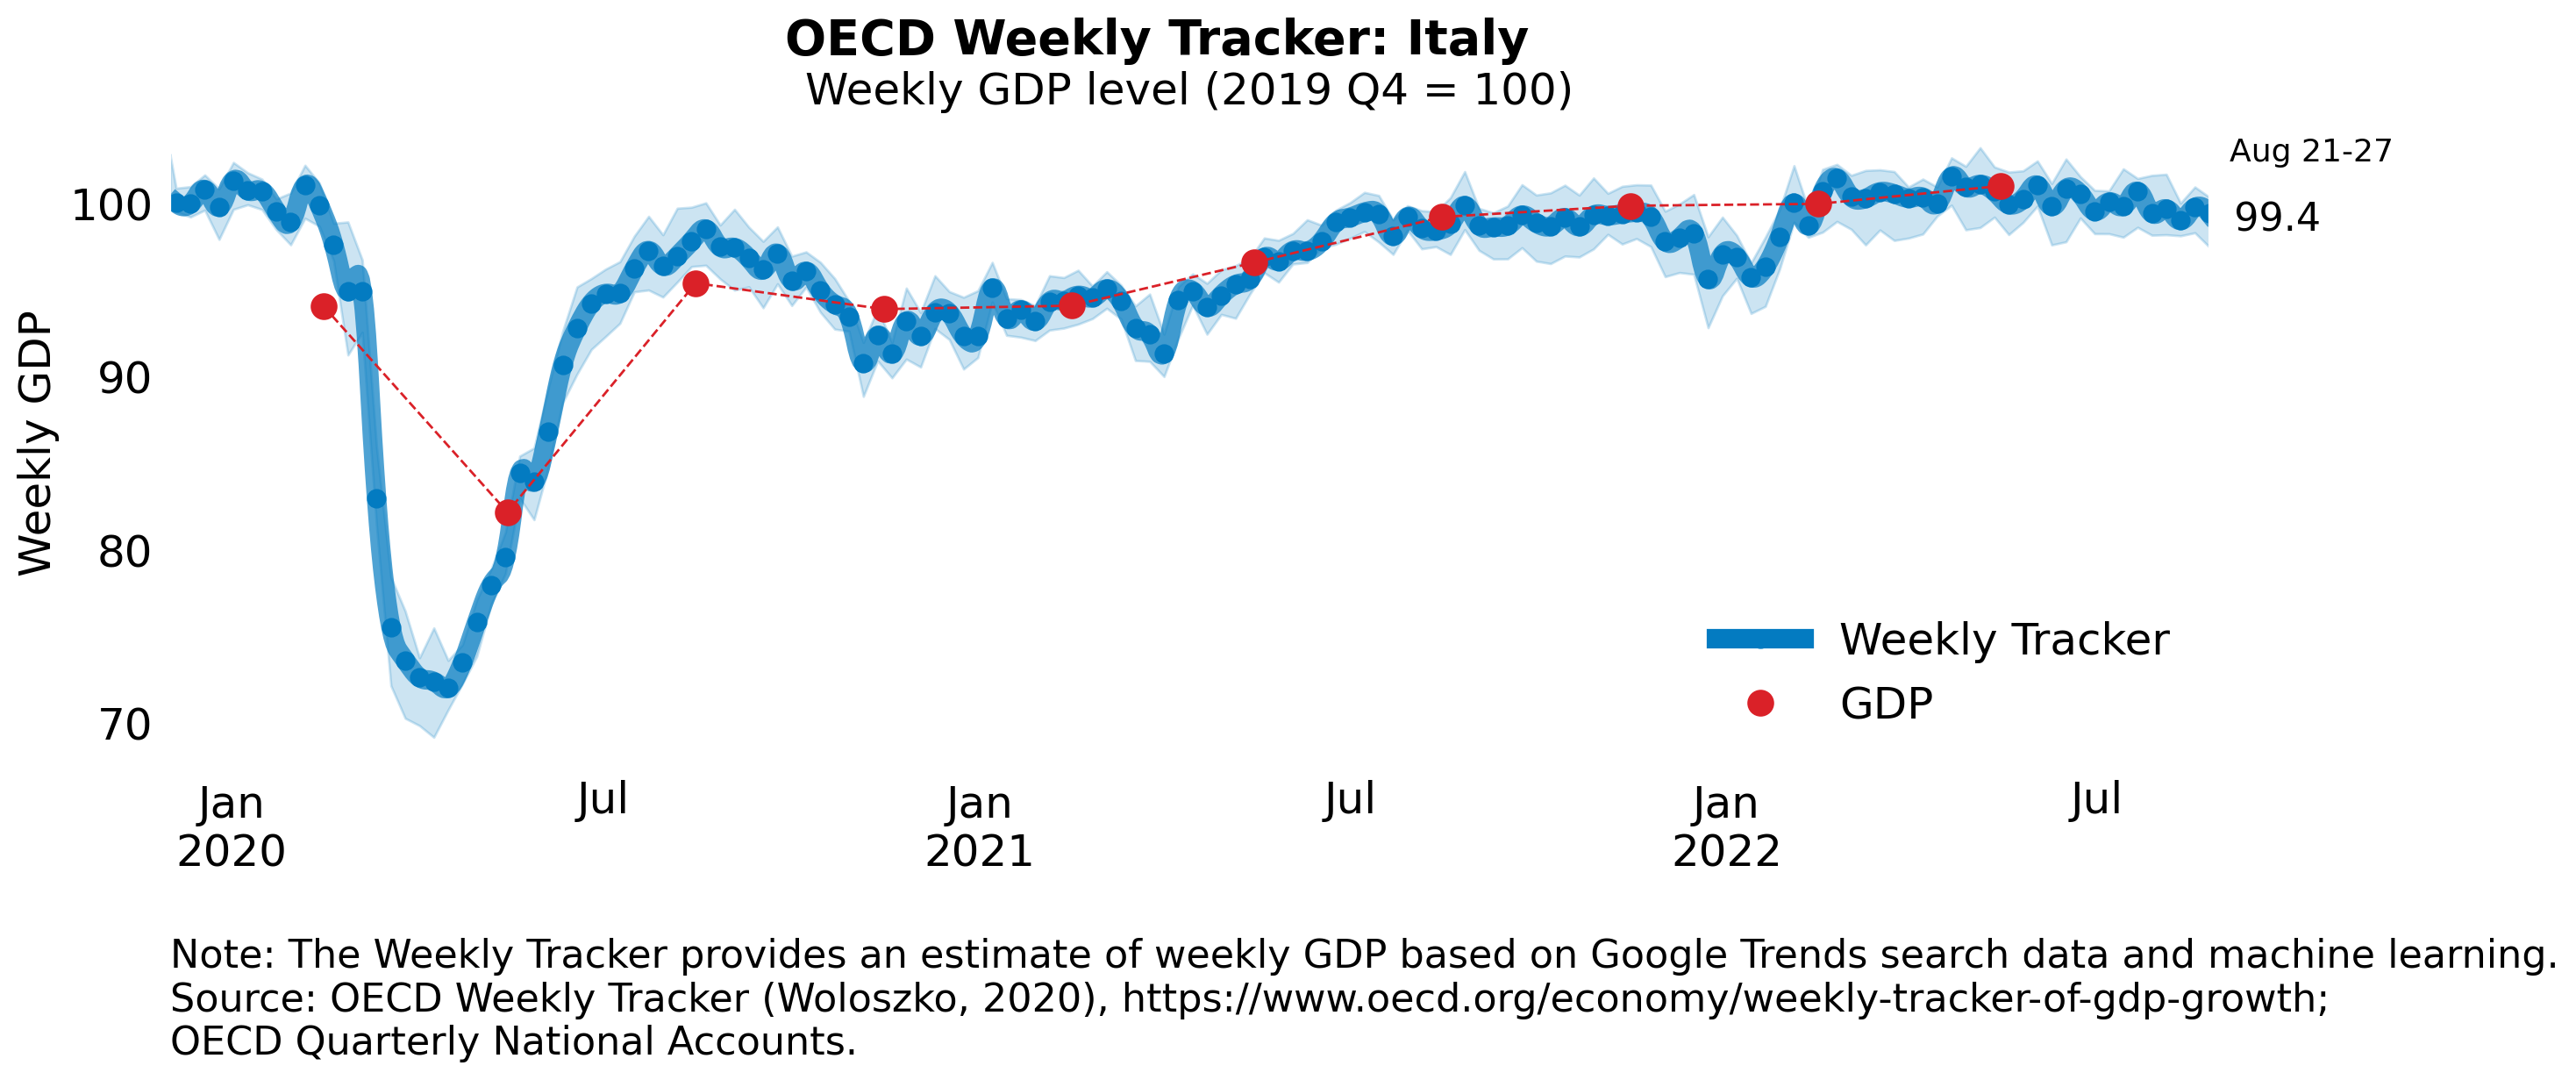 OECD Weekly Tracker: Italy
Weekly GDP level (2019 Q4 = 100)
Aug 21-27
99.4
Weekly GDP
100
90
80
70
Weekly Tracker
GDP
Jan Jul Jan Jul Jan Jul
2020 2021 2022
Note: The Weekly Tracker provides an estimate of weekly GDP based on Google Trends search data and machine learning.
Source: OECD Weekly Tracker (Woloszko, 2020), https://www.oecd.org/economy/weekly-tracker-of-gdp-growth;
OECD Quarterly National Accounts.